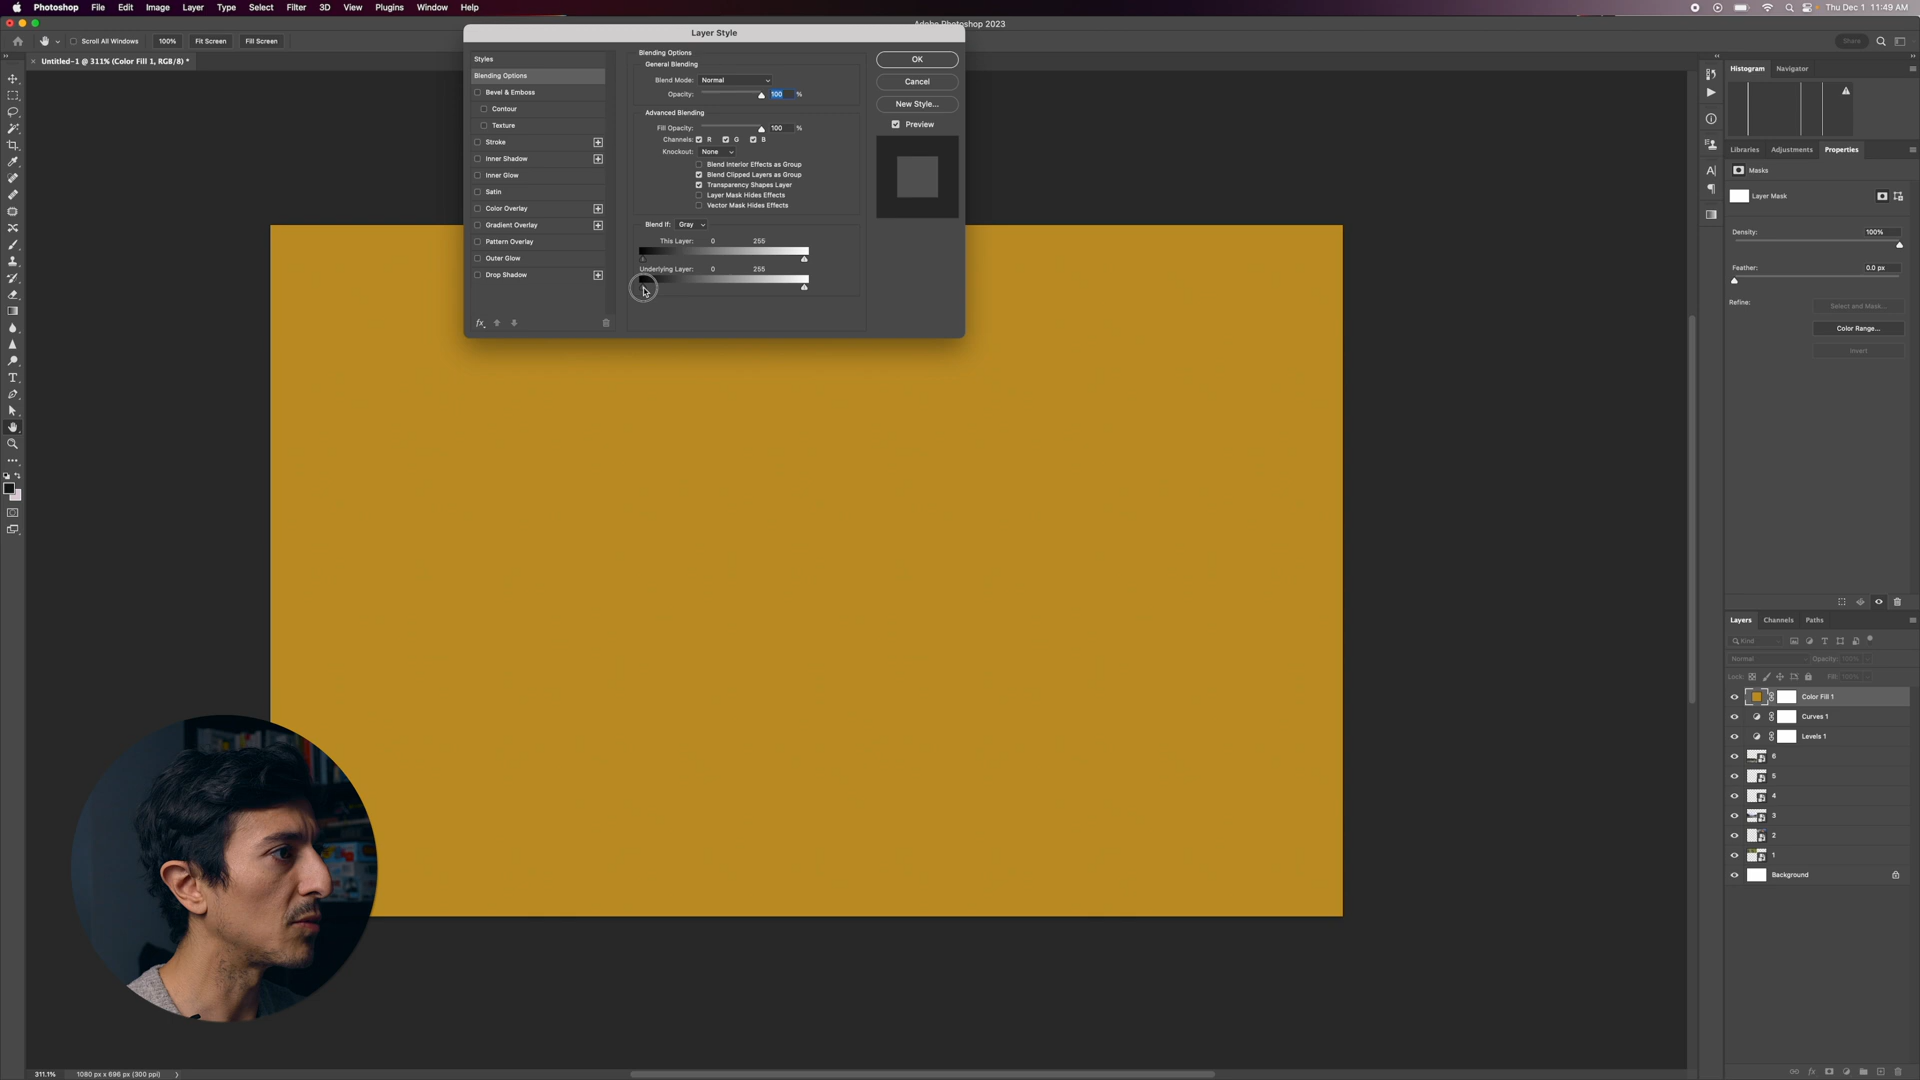 Photoshop File Edit Image Layer Type Select Filter 3D View Plugins Window Help Thu Dec 1 11:49 AM
Adobe Photoshop 2023
Scroll All Windows 100% Fit Screen Fill Screen Share
Untitled-1 @ 311% (Color Fill 1, RGB/8) *
Layer Style
Styles
Blending Options
Bevel & Emboss
Contour
Texture
Stroke
Inner Shadow
Inner Glow
Satin
Color Overlay
Gradient Overlay
Pattern Overlay
Outer Glow
Drop Shadow
fx
Blending Options
General Blending
Blend Mode: Normal
Opacity: 100 %
Advanced Blending
Fill Opacity: 100 %
Channels: R G B
Knockout: None
Blend Interior Effects as Group
Blend Clipped Layers as Group
Transparency Shapes Layer
Layer Mask Hides Effects
Vector Mask Hides Effects
Blend If: Gray
This Layer: 0 255
Underlying Layer: 0 255
OK
Cancel
New Style...
Preview
Histogram Navigator
Libraries Adjustments Properties
Masks
Layer Mask
Density: 100%
Feather: 0.0 px
Refine: Select and Mask...
Color Range...
Invert
Layers Channels Paths
Kind
Normal Opacity: 100%
Lock: Fill: 100%
Color Fill 1
Curves 1
Levels 1
6
5
4
3
2
1
Background
fx
311.1% 1080 px x 696 px (300 ppi)